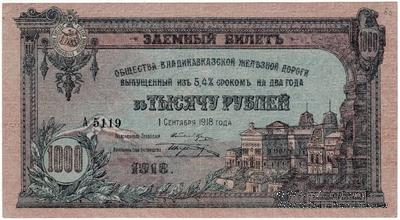 ЗАЕМНЫЙ БИЛЕТЪ
1000
ОБЩЕСТВА ВЛАДИКАВКАЗСКОЙ ЖЕЛѢЗНОЙ ДОРОГИ
ВЫПУЩЕННЫЙ ИЗЪ 5,4% СРОКОМЪ НА ДВА ГОДА
въ ТЫСЯЧУ РУБЛЕЙ
1 СЕНТЯБРЯ 1918 ГОДА
А 5119
1000
1918.